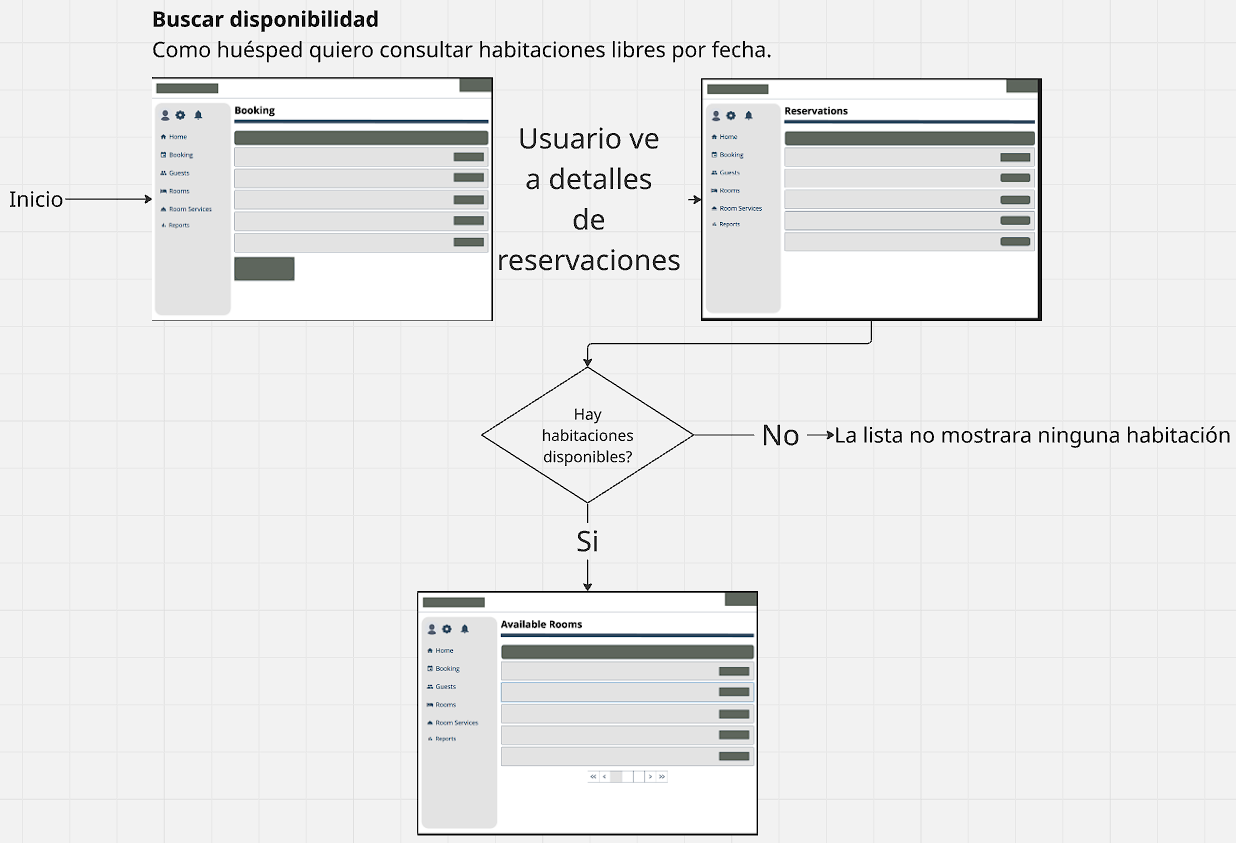 Buscar disponibilidad
Como huésped quiero consultar habitaciones libres por fecha.
Inicio
Booking
Home
Booking
Guests
Rooms
Room Services
Reports
Usuario ve
a detalles
de
reservaciones
Reservations
Home
Booking
Guests
Rooms
Room Services
Reports
Hay
habitaciones
disponibles?
No
La lista no mostrara ninguna habitación
Si
Available Rooms
Home
Booking
Guests
Rooms
Room Services
Reports